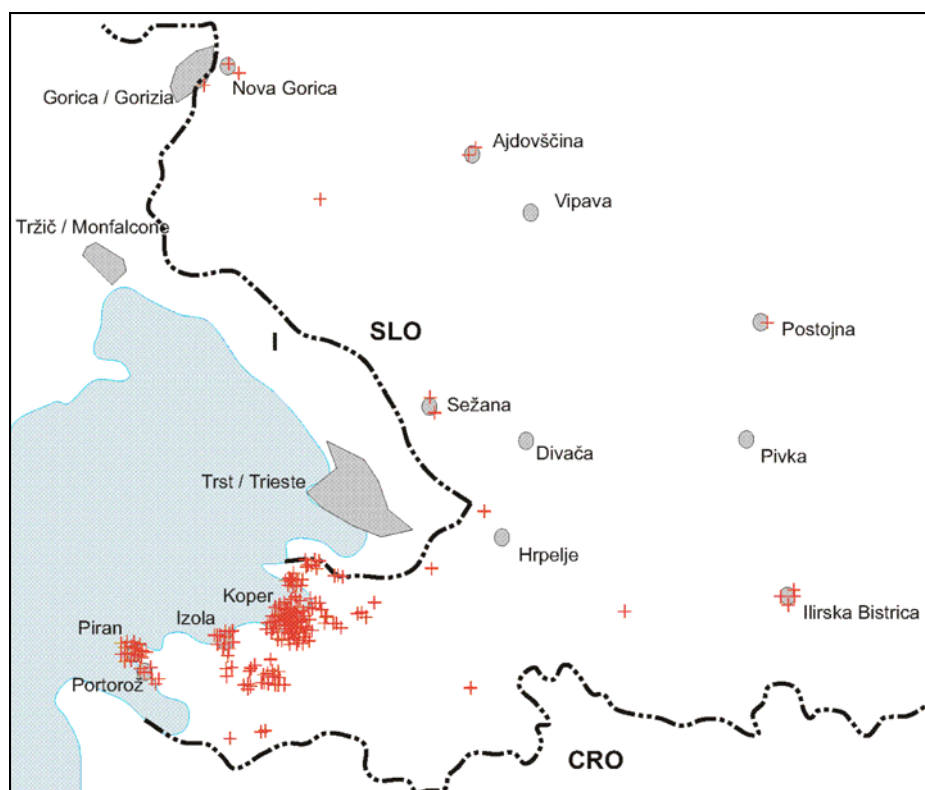 Gorica / Gorizia
Nova Gorica
Ajdovščina
Vipava
Tržič / Monfalcone
Postojna
I
SLO
Sežana
Divača
Pivka
Trst / Trieste
Hrpelje
Koper
Izola
Piran
Ilirska Bistrica
Portorož
CRO